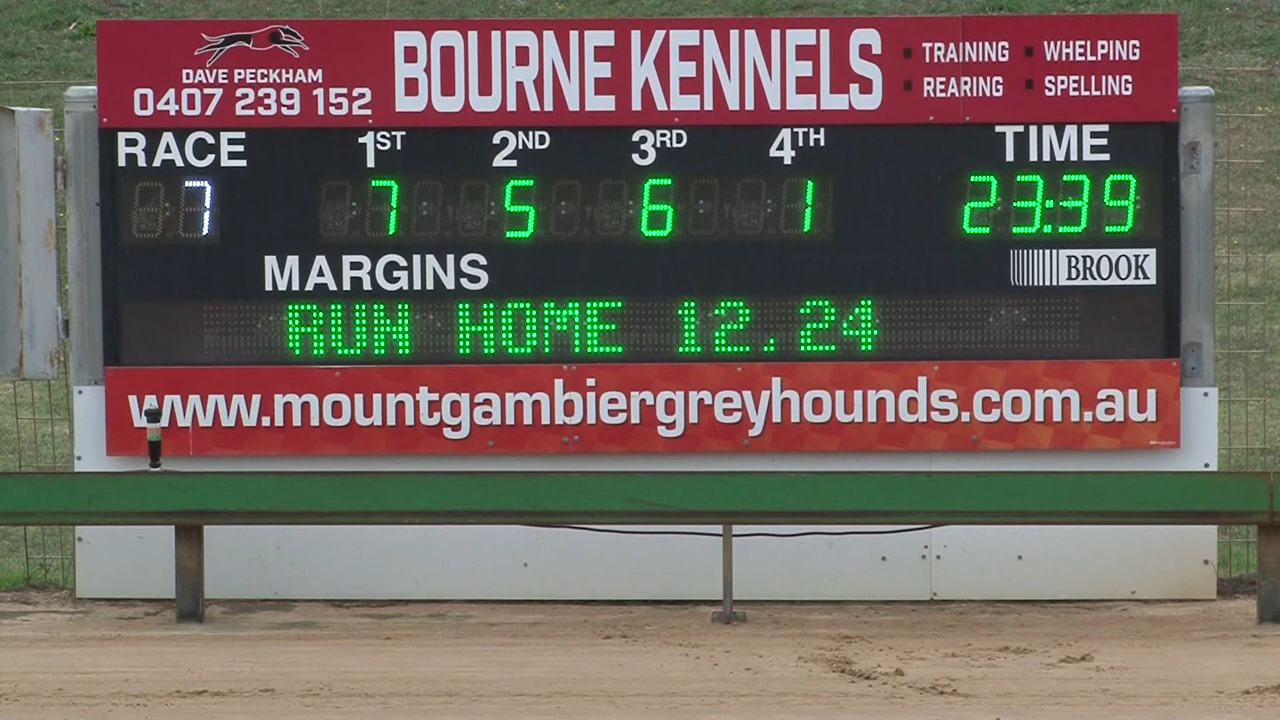 DAVE PECKHAM
0407 239 152
BOURNE KENNELS
TRAINING
WHELPING
REARING
SPELLING
RACE 1ST 2ND 3RD 4TH TIME
7 7 5 6 1 23.39
MARGINS
BROOK
RUN HOME 12.24
www.mountgambiergreyhounds.com.au